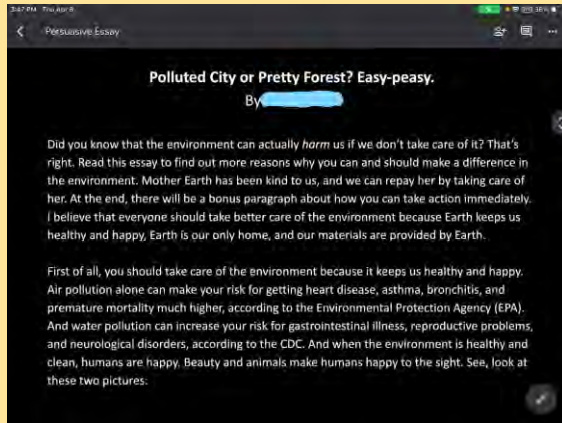 3:47 PM Thu Apr 8
38%
Persuasive Essay
Polluted City or Pretty Forest? Easy-peasy.
By
Did you know that the environment can actually harm us if we don't take care of it? That's
right. Read this essay to find out more reasons why you can and should make a difference in
the environment. Mother Earth has been kind to us, and we can repay her by taking care of
her. At the end, there will be a bonus paragraph about how you can take action immediately.
I believe that everyone should take better care of the environment because Earth keeps us
healthy and happy, Earth is our only home, and our materials are provided by Earth.
First of all, you should take care of the environment because it keeps us healthy and happy.
Air pollution alone can make your risk for getting heart disease, asthma, bronchitis, and
premature mortality much higher, according to the Environmental Protection Agency (EPA).
And water pollution can increase your risk for gastrointestinal illness, reproductive problems,
and neurological disorders, according to the CDC. And when the environment is healthy and
clean, humans are happy. Beauty and animals make humans happy to the sight. See, look at
these two pictures: